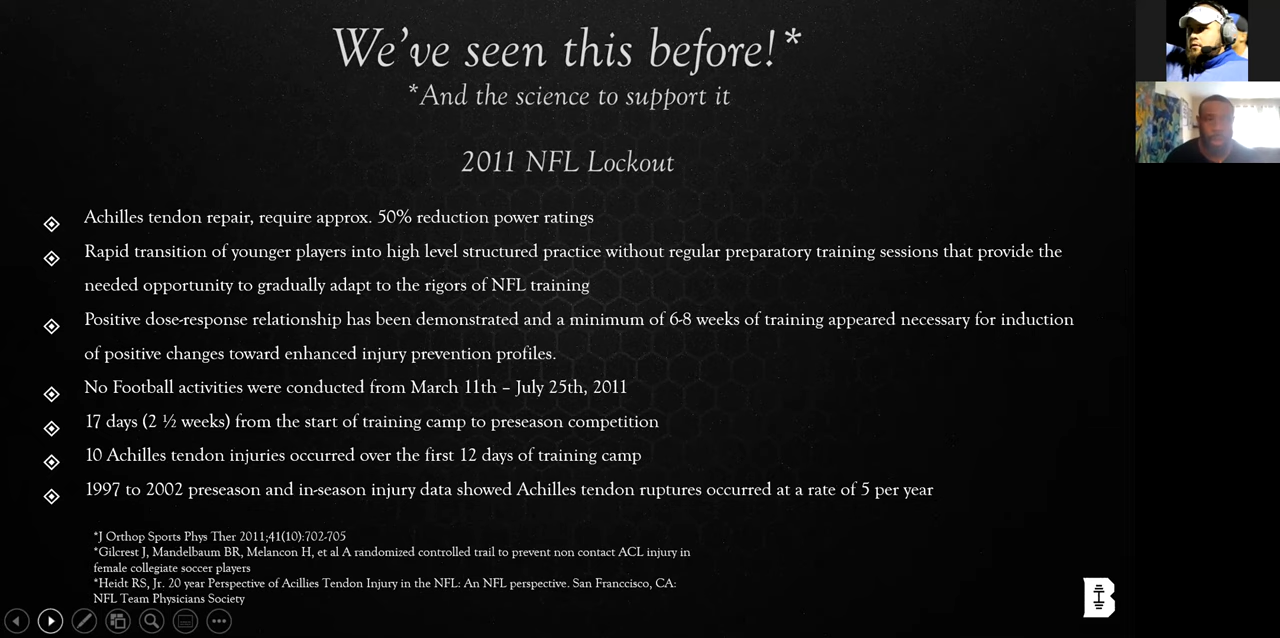 We've seen this before!*
*And the science to support it
2011 NFL Lockout
Achilles tendon repair, require approx. 50% reduction power ratings
Rapid transition of younger players into high level structured practice without regular preparatory training sessions that provide the
needed opportunity to gradually adapt to the rigors of NFL training
Positive dose-response relationship has been demonstrated and a minimum of 6-8 weeks of training appeared necessary for induction
of positive changes toward enhanced injury prevention profiles.
No Football activities were conducted from March 11th – July 25th, 2011
17 days (2 ½ weeks) from the start of training camp to preseason competition
10 Achilles tendon injuries occurred over the first 12 days of training camp
1997 to 2002 preseason and in-season injury data showed Achilles tendon ruptures occurred at a rate of 5 per year
*J Orthop Sports Phys Ther 2011;41(10):702-705
*Gilcrest J, Mandelbaum BR, Melancon H, et al A randomized controlled trail to prevent non contact ACL injury in
female collegiate soccer players
*Heidt RS, Jr. 20 year Perspective of Acillies Tendon Injury in the NFL: An NFL perspective. San Franccisco, CA:
NFL Team Physicians Society
B